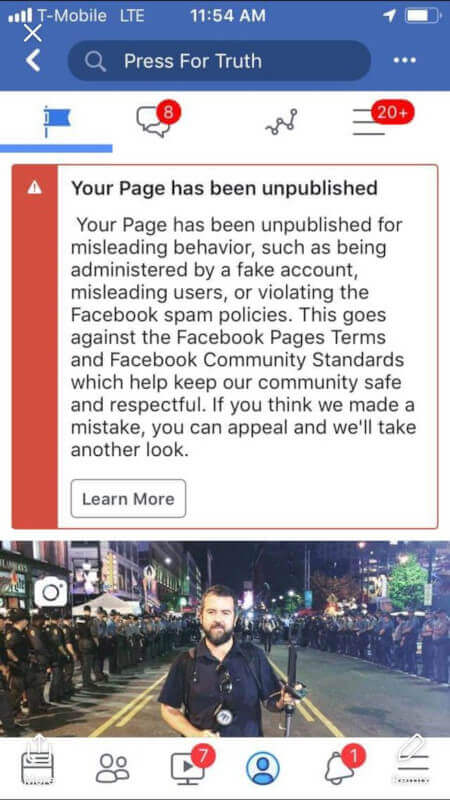 T-Mobile LTE 11:54 AM
Press For Truth
8
20+
Your Page has been unpublished
Your Page has been unpublished for
misleading behavior, such as being
administered by a fake account,
misleading users, or violating the
Facebook spam policies. This goes
against the Facebook Pages Terms
and Facebook Community Standards
which help keep our community safe
and respectful. If you think we made a
mistake, you can appeal and we'll take
another look.
Learn More
7
1